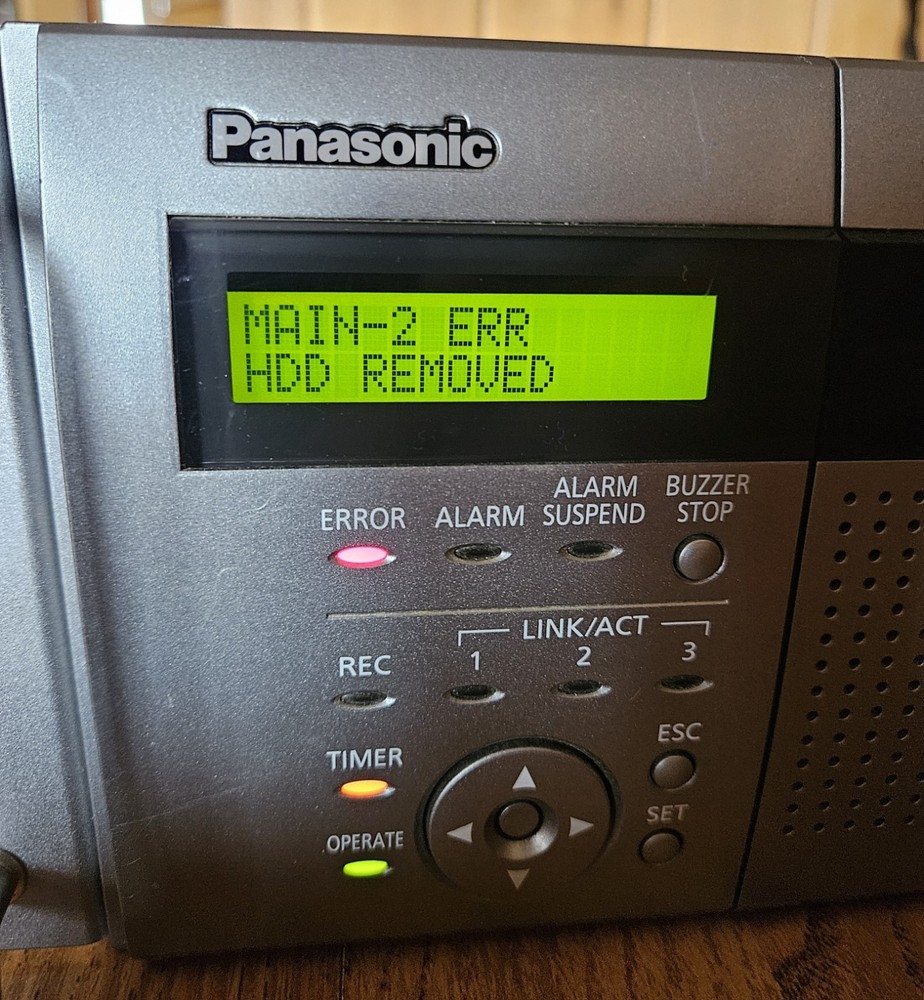 Panasonic
MAIN-2 ERR
HDD REMOVED
ERROR ALARM ALARM SUSPEND BUZZER STOP
LINK/ACT
REC 1 2 3
TIMER ESC
SET
OPERATE